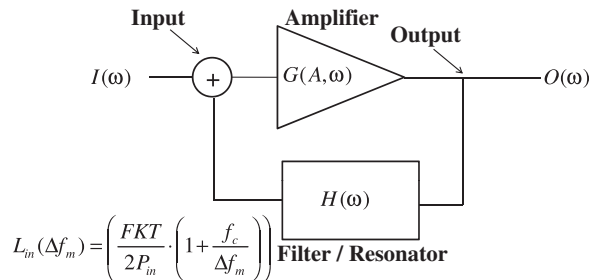 Input
Amplifier
Output
I(ω)
+
G(A,ω)
O(ω)
H(ω)
L_in(Δf_m) = (FKT/2P_in · (1 + f_c/Δf_m))
Filter / Resonator